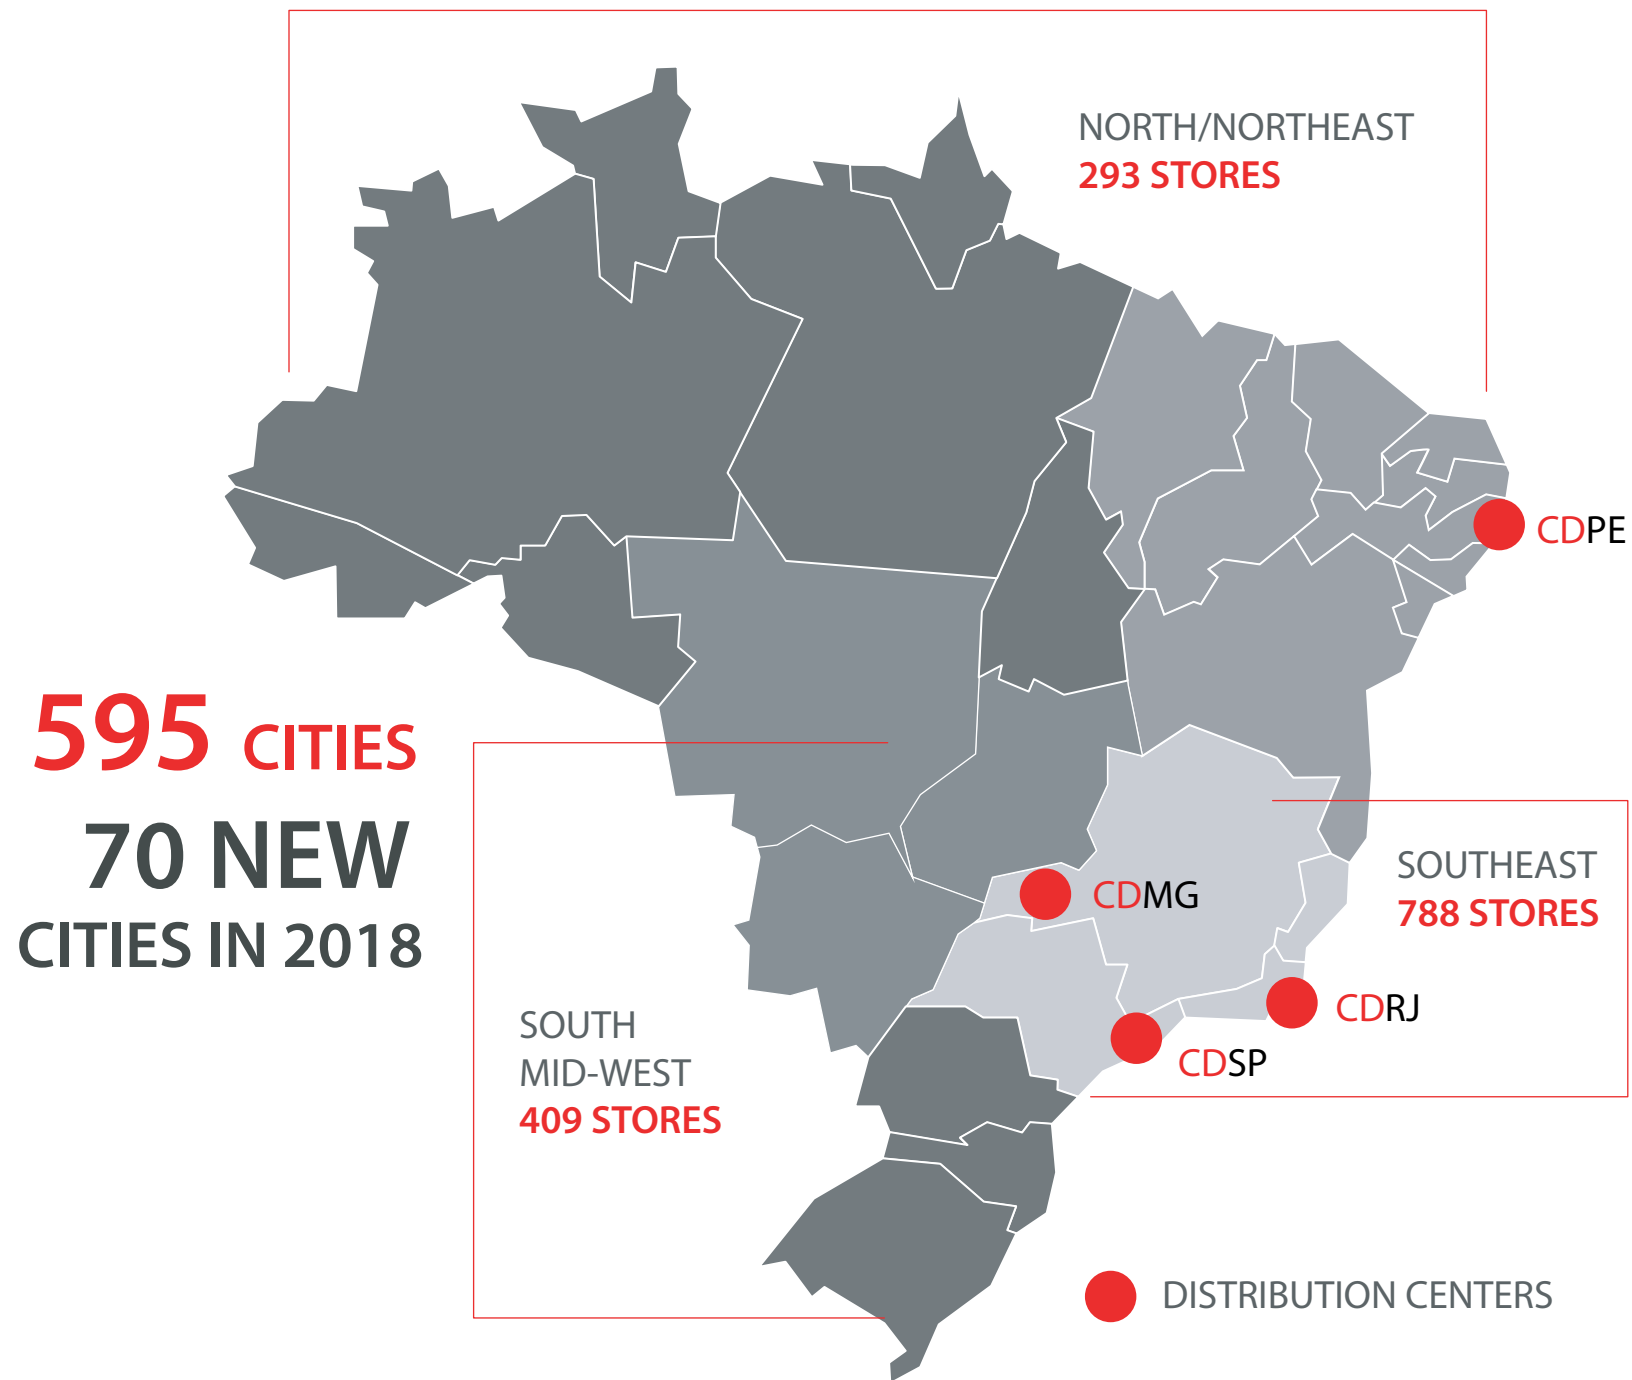 NORTH/NORTHEAST
293 STORES
CDPE
595 CITIES
70 NEW
CITIES IN 2018
SOUTHEAST
788 STORES
CDMG
CDRJ
CDSP
SOUTH
MID-WEST
409 STORES
DISTRIBUTION CENTERS